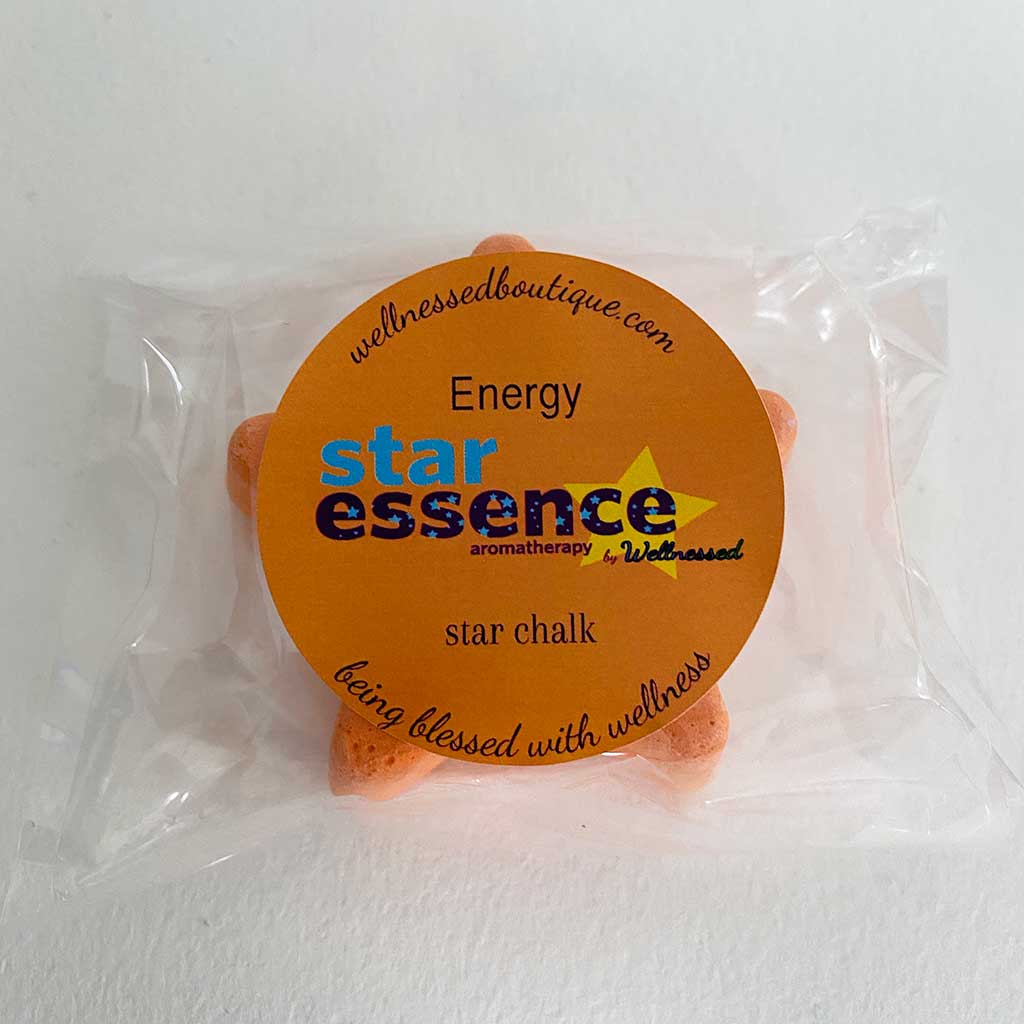 wellnessedboutique.com
Energy
star
essence
aromatherapy by Wellnessed
star chalk
being blessed with wellness